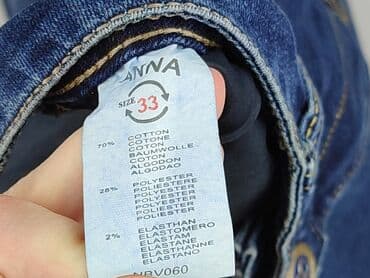 ANNA
SIZE 33
70% COTTON
COTONE
COTON
BAUMWOLLE
COTON
ALGODON
ALGODAO
28% POLYESTER
POLIESTERE
POLYESTER
POLYESTER
POLIESTER
POLIESTER
2% ELASTHAN
ELASTOMERO
ELASTAM
ELASTANE
ELASTHANNE
ELASTANO
NBV060